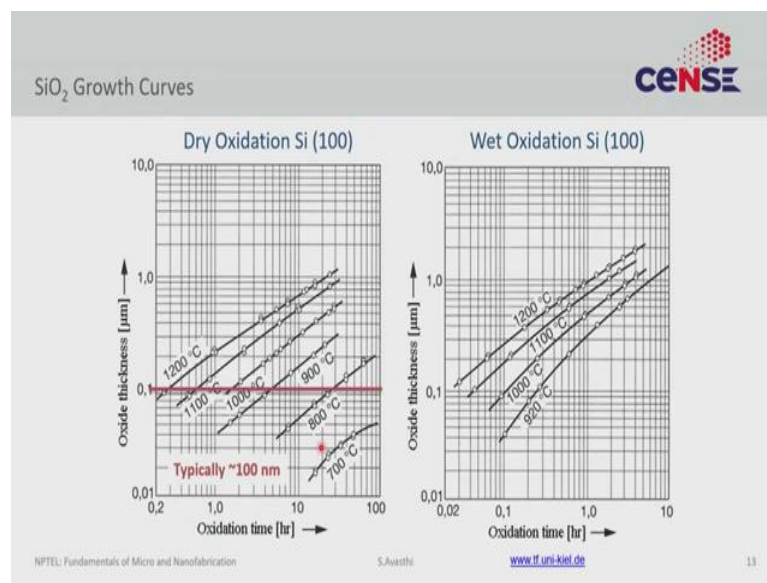 CeNSE
SiO₂ Growth Curves
Dry Oxidation Si (100)
10,0
1,0
0,1
0,01
Oxide thickness [µm]
1200 °C
1100 °C
1000 °C
900 °C
800 °C
700 °C
Typically ~100 nm
0,2 1,0 10 100
Oxidation time [hr]
Wet Oxidation Si (100)
10,0
1,0
0,1
0,01
Oxide thickness [µm]
1200 °C
1100 °C
1000 °C
920 °C
0,02 0,1 1,0 10
Oxidation time [hr]
NPTEL: Fundamentals of Micro and Nanofabrication
S.Avasthi
www.tf.uni-kiel.de
13